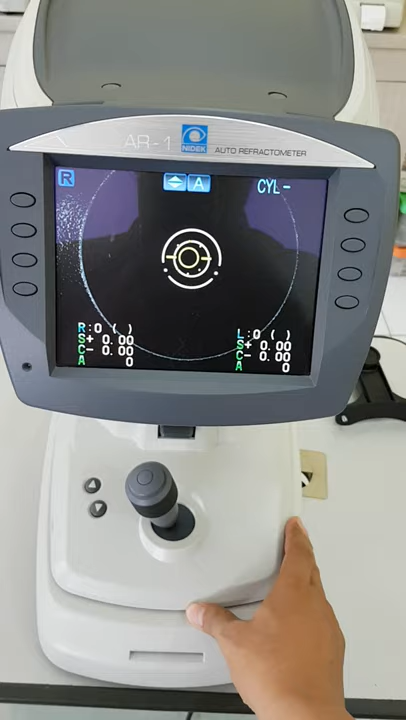 AR-1 NIDEK AUTO REFRACTOMETER
R A CYL-
R:0 ( ) L:0 ( )
S+ 0.00 S+ 0.00
C- 0.00 C- 0.00
A 0 A 0